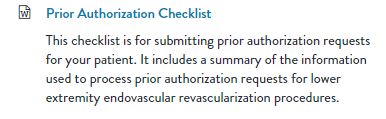 Prior Authorization Checklist
This checklist is for submitting prior authorization requests
for your patient. It includes a summary of the information
used to process prior authorization requests for lower
extremity endovascular revascularization procedures.